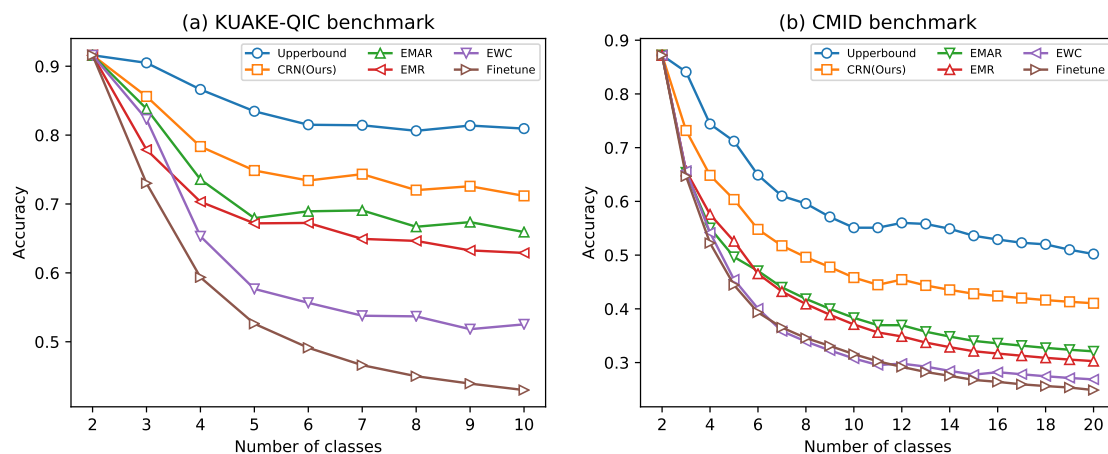 (a) KUAKE-QIC benchmark
Accuracy
0.9
0.8
0.7
0.6
0.5
Upperbound
CRN(Ours)
EMAR
EMR
EWC
Finetune
2 3 4 5 6 7 8 9 10
Number of classes
(b) CMID benchmark
Accuracy
0.9
0.8
0.7
0.6
0.5
0.4
0.3
Upperbound
CRN(Ours)
EMAR
EMR
EWC
Finetune
2 4 6 8 10 12 14 16 18 20
Number of classes